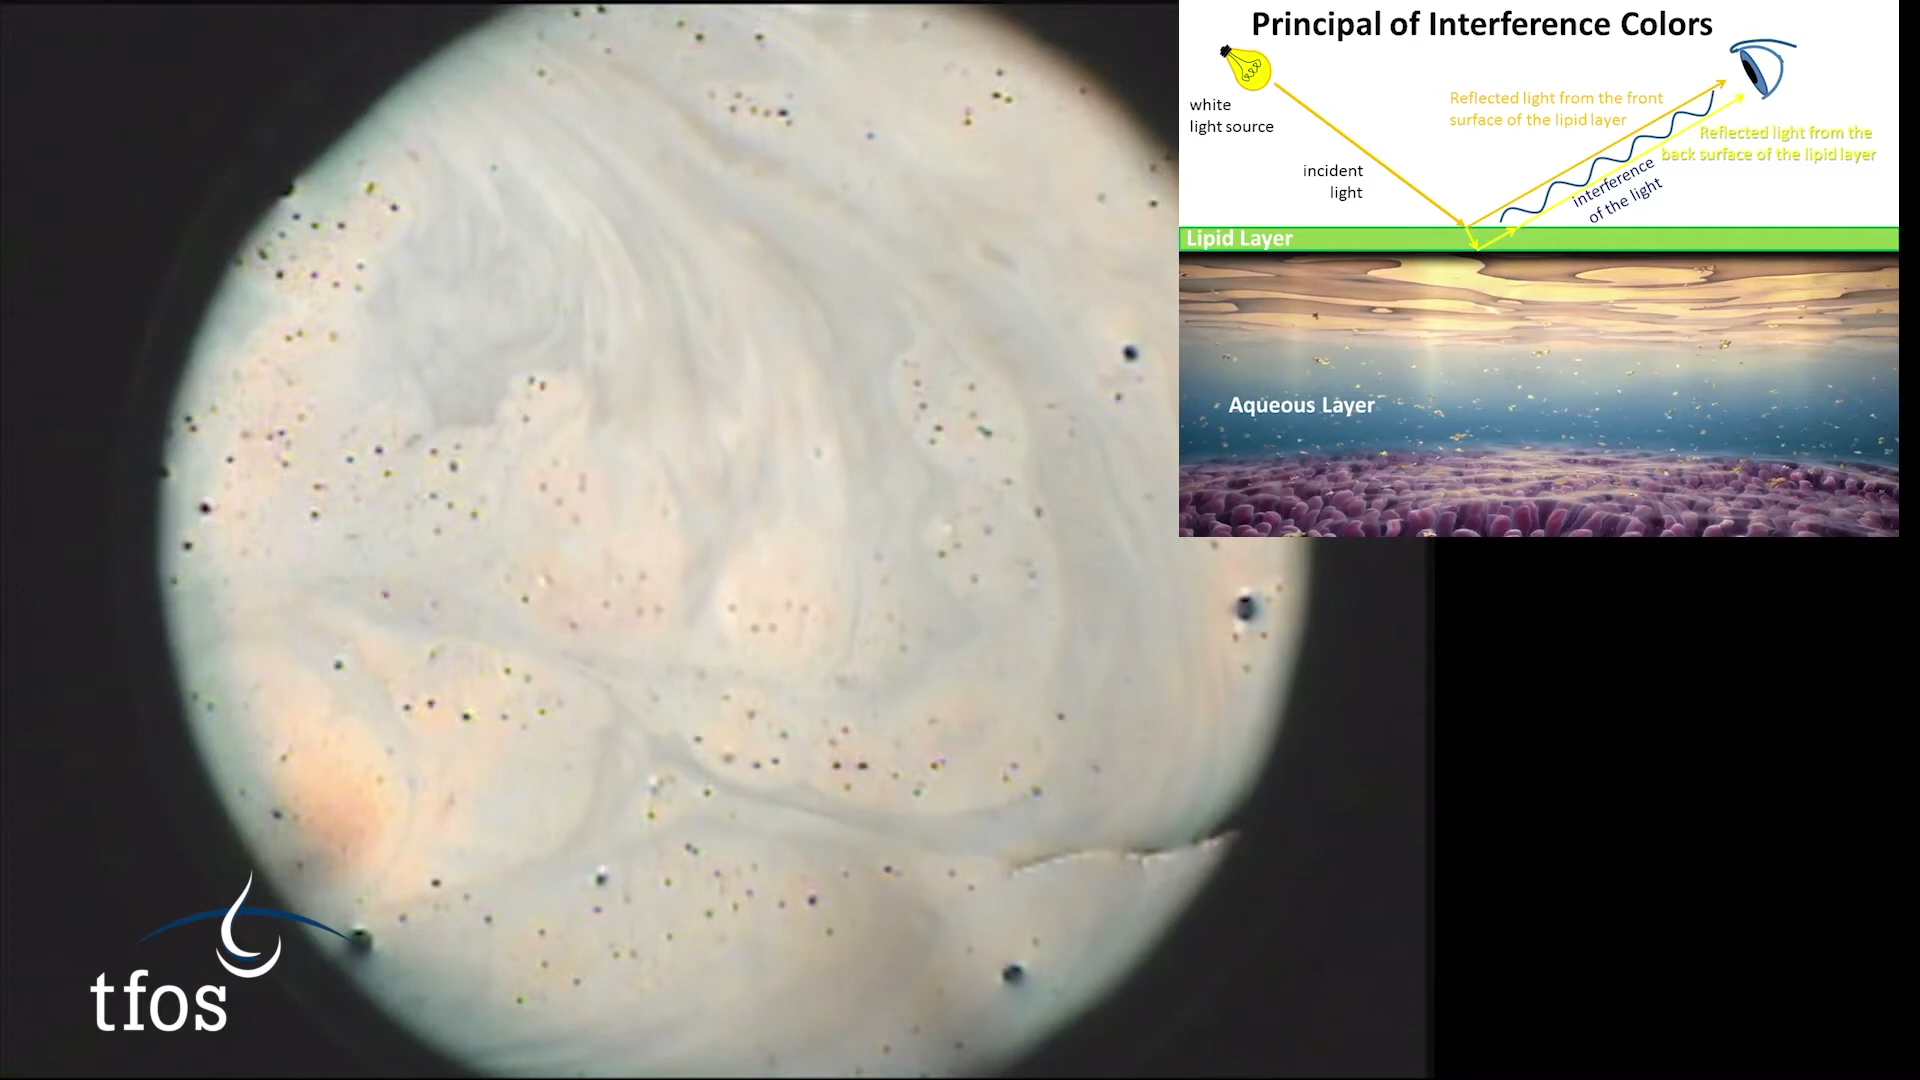 Principal of Interference Colors
white
light source
incident
light
Reflected light from the front
surface of the lipid layer
Reflected light from the
back surface of the lipid layer
interference
of the light
Lipid Layer
Aqueous Layer
tfos